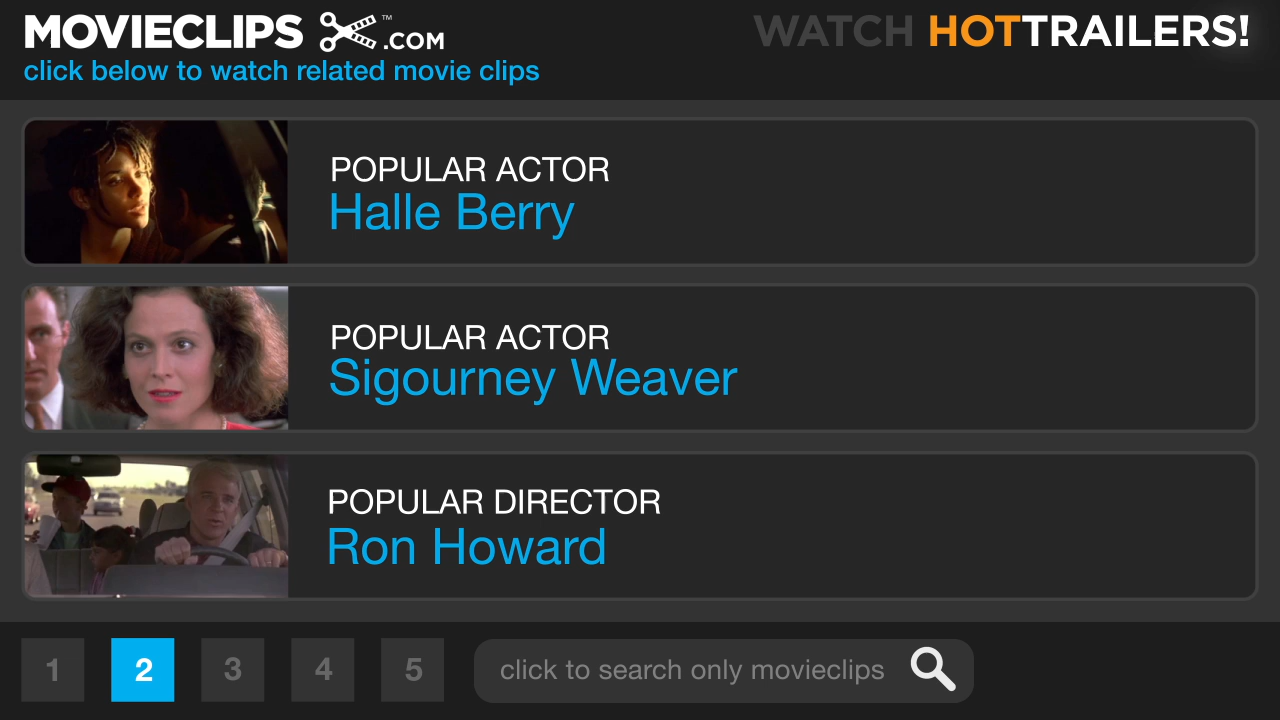 MOVIECLIPS ™ .COM
WATCH HOTTRAILERS!
click below to watch related movie clips
POPULAR ACTOR
Halle Berry
POPULAR ACTOR
Sigourney Weaver
POPULAR DIRECTOR
Ron Howard
1 2 3 4 5 click to search only movieclips